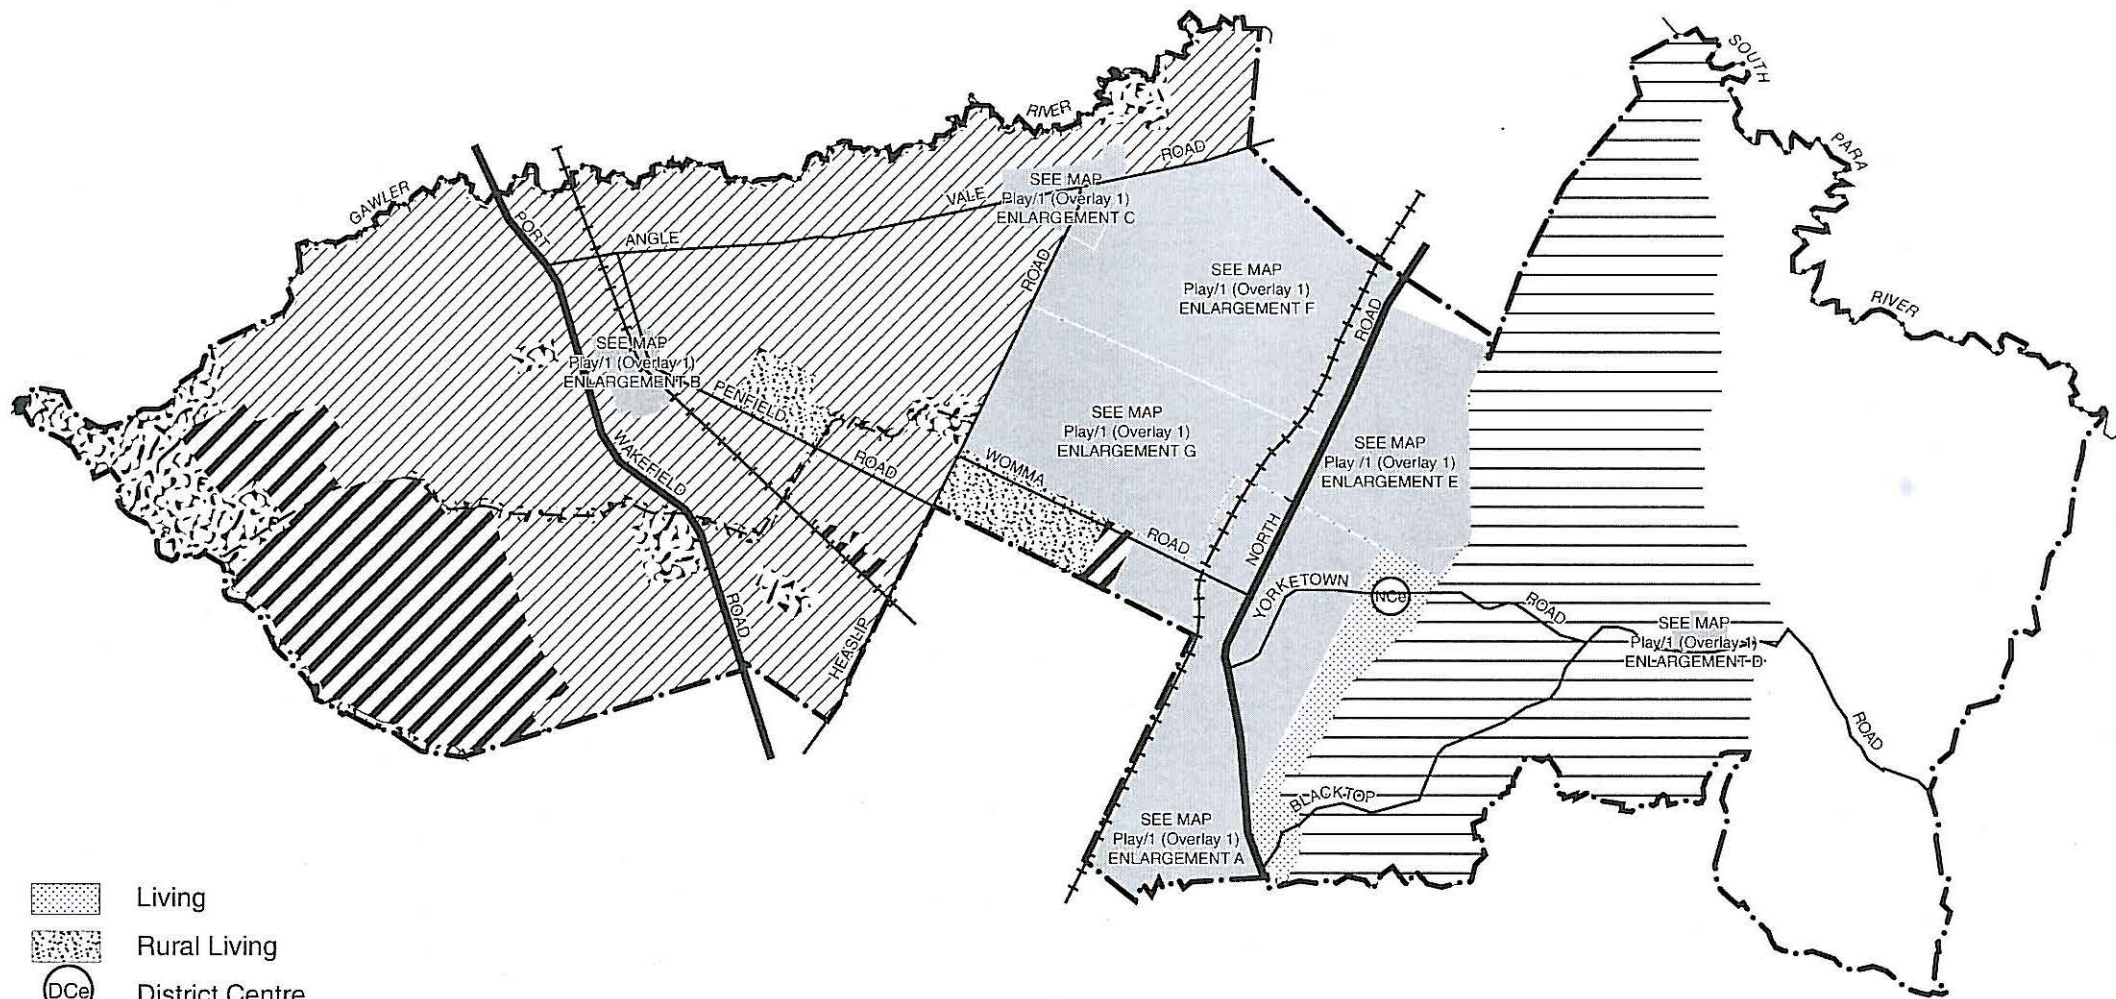 SOUTH
PARA
RIVER
RIVER
GAWLER
ROAD
VALE
ANGLE
PORT
SEE MAP
Play/1 (Overlay 1)
ENLARGEMENT C
ROAD
SEE MAP
Play/1 (Overlay 1)
ENLARGEMENT F
ROAD
SEE MAP
Play/1 (Overlay 1)
ENLARGEMENT B
PENFIELD
ROAD
WAKEFIELD
ROAD
HEASLIP
SEE MAP
Play/1 (Overlay 1)
ENLARGEMENT G
WOMMA
ROAD
SEE MAP
Play /1 (Overlay 1)
ENLARGEMENT E
NORTH
YORKETOWN
NCe
ROAD
SEE MAP
Play/1 (Overlay 1)
ENLARGEMENT D
ROAD
BLACKTOP
SEE MAP
Play/1 (Overlay 1)
ENLARGEMENT A
Living
Rural Living
DCe District Centre